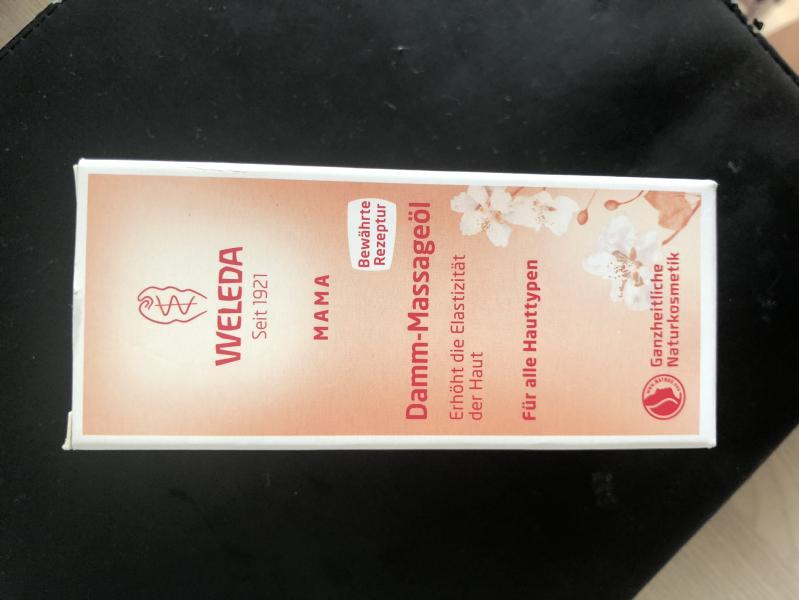 WELEDA
Seit 1921
MAMA
Bewährte
Rezeptur
Damm-Massageöl
Erhöht die Elastizität
der Haut
Für alle Hauttypen
Ganzheitliche
Naturkosmetik